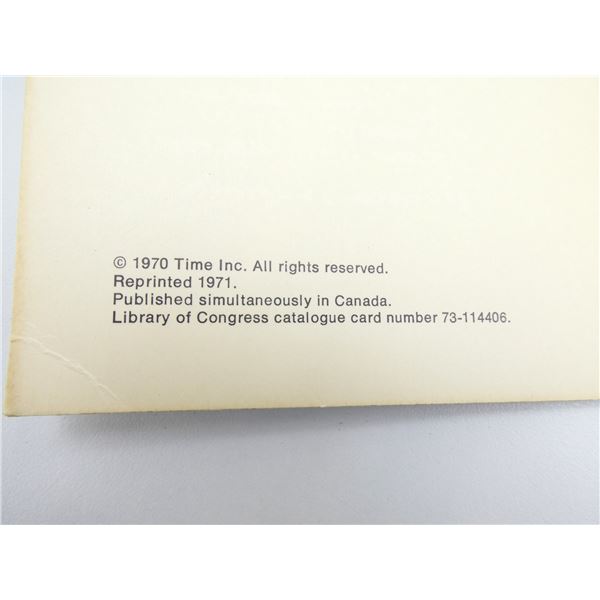 © 1970 Time Inc. All rights reserved.
Reprinted 1971.
Published simultaneously in Canada.
Library of Congress catalogue card number 73-114406.